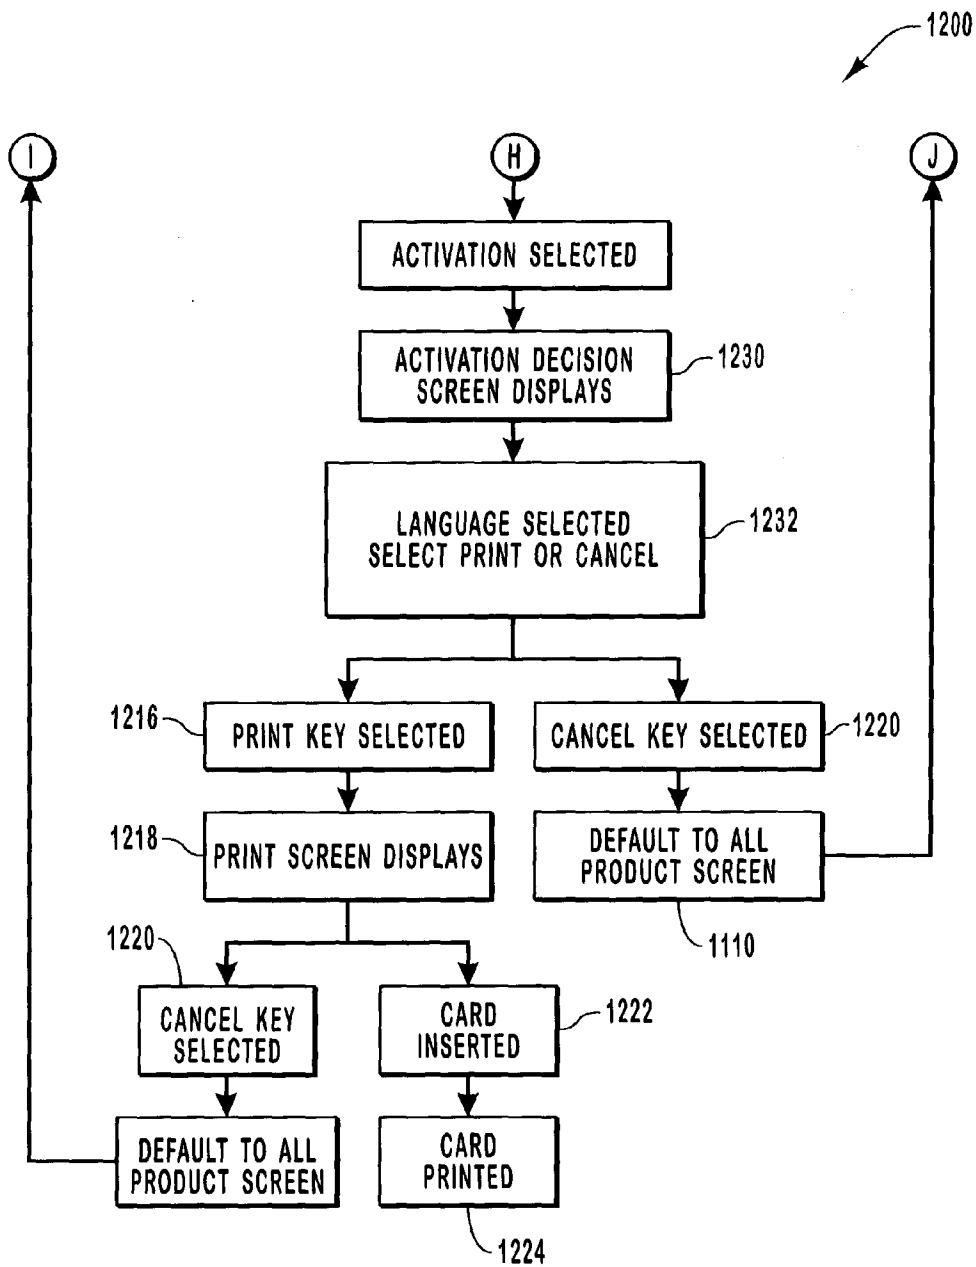 1200
I
H
J
ACTIVATION SELECTED
ACTIVATION DECISION
SCREEN DISPLAYS
1230
LANGUAGE SELECTED
SELECT PRINT OR CANCEL
1232
1216
PRINT KEY SELECTED
CANCEL KEY SELECTED
1220
1218
PRINT SCREEN DISPLAYS
DEFAULT TO ALL
PRODUCT SCREEN
1110
1220
CANCEL KEY
SELECTED
CARD
INSERTED
1222
DEFAULT TO ALL
PRODUCT SCREEN
CARD
PRINTED
1224